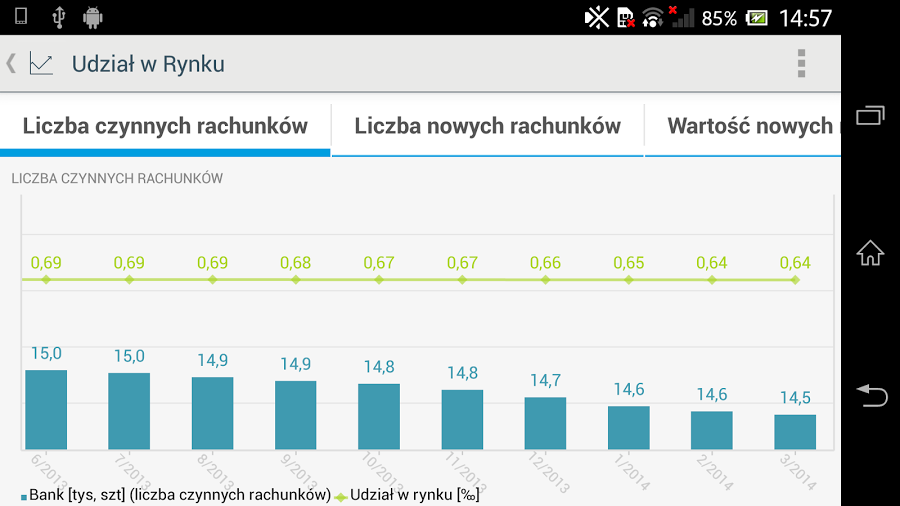 85% 14:57
Udział w Rynku
Liczba czynnych rachunków Liczba nowych rachunków Wartość nowych
LICZBA CZYNNYCH RACHUNKÓW
0,69 0,69 0,69 0,68 0,67 0,67 0,66 0,65 0,64 0,64
15,0 15,0 14,9 14,9 14,8 14,8 14,7 14,6 14,6 14,5
6/2013 7/2013 8/2013 9/2013 10/2013 11/2013 12/2013 1/2014 2/2014 3/2014
Bank [tys, szt] (liczba czynnych rachunków) Udział w rynku [‰]